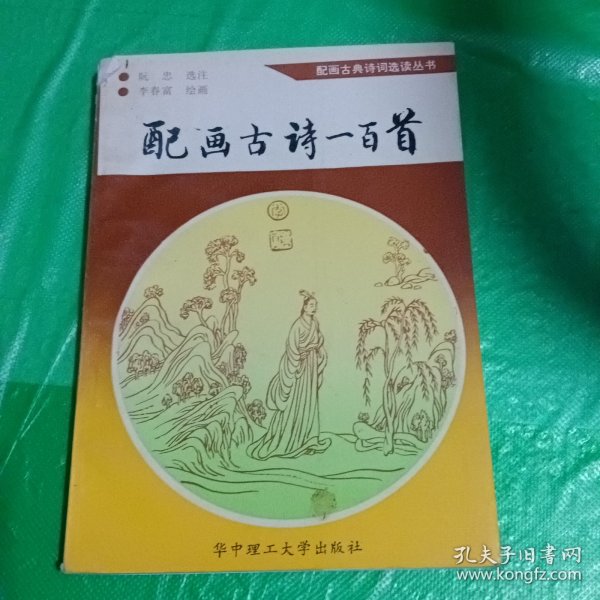 阮忠 选注
李春富 绘画
配画古典诗词选读丛书
配画古诗一百首
华中理工大学出版社
孔夫子旧书网
www.kongfz.com